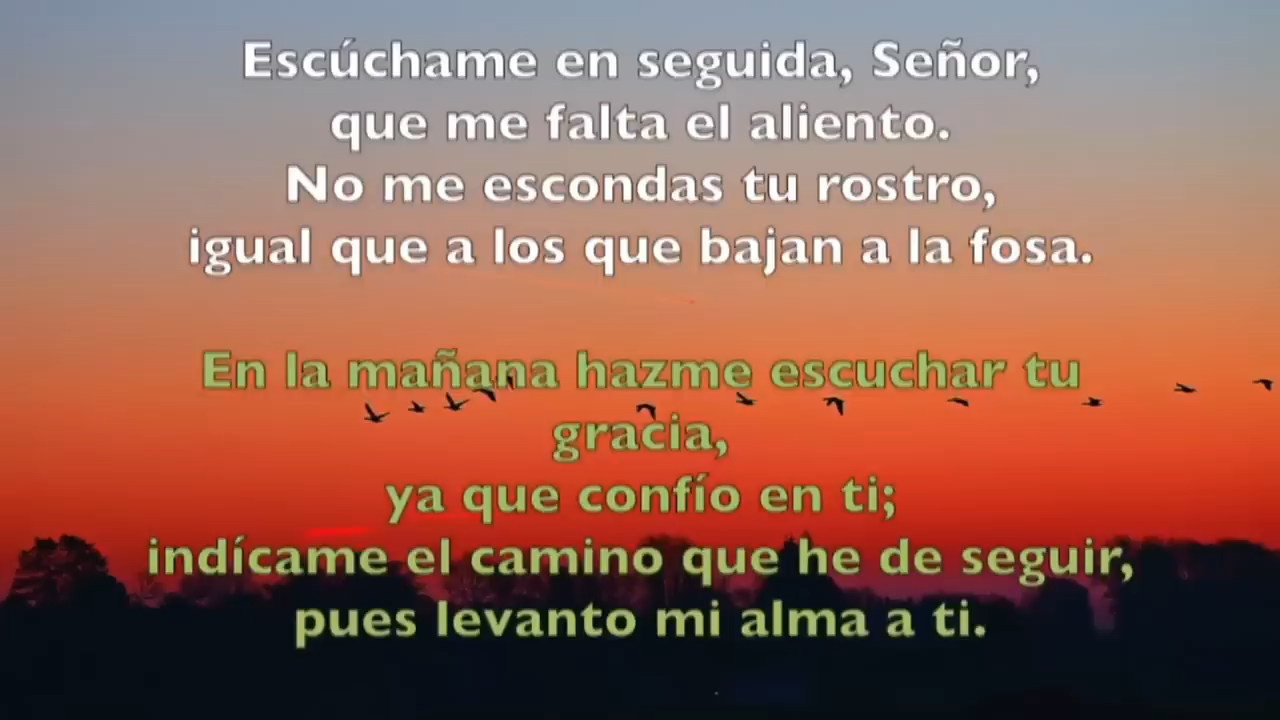 Escúchame en seguida, Señor,
que me falta el aliento.
No me escondas tu rostro,
igual que a los que bajan a la fosa.
En la mañana hazme escuchar tu
gracia,
ya que confío en ti;
indícame el camino que he de seguir,
pues levanto mi alma a ti.